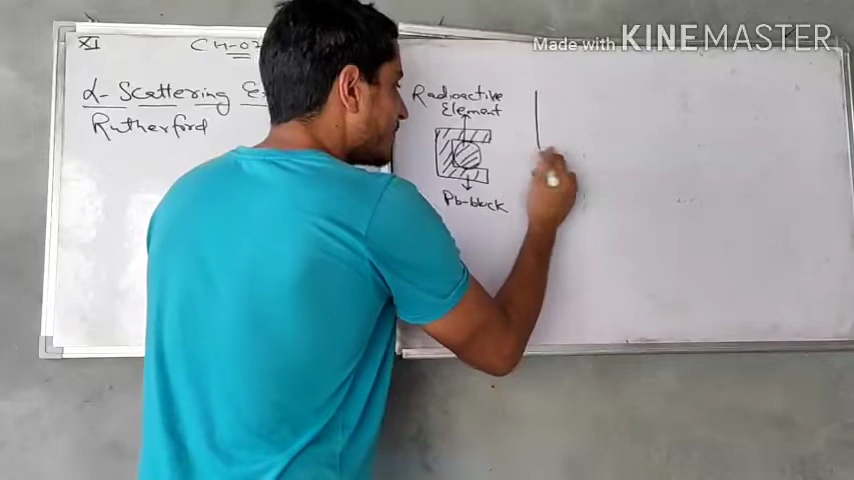 XI
CH-02
α-Scattering
Rutherford
Radioactive
Element
Pb-block
Made with KINEMASTER